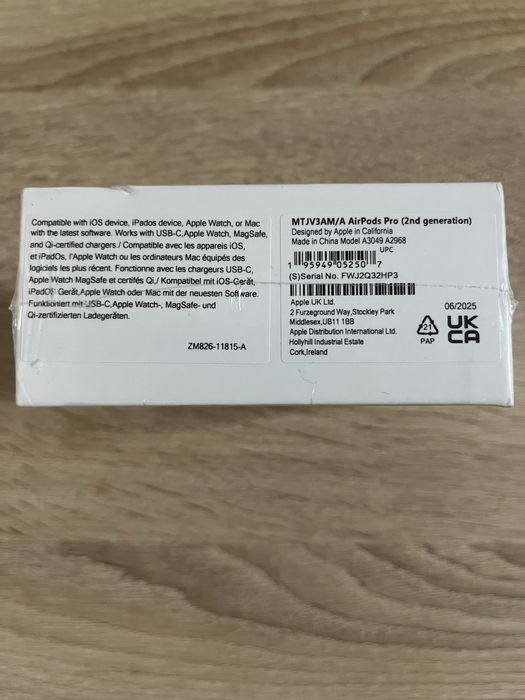 Compatible with iOS device, iPados device, Apple Watch, or Mac
with the latest software. Works with USB-C,Apple Watch, MagSafe,
and Qi-certified chargers./ Compatible avec les appareils iOS,
et iPadOs, l'Apple Watch ou les ordinateurs Mac équipés des
logiciels les plus récent. Fonctionne avec les chargeurs USB-C,
Apple Watch MagSafe et certifés Qi./ Kompatibel mit iOS-Gerät,
iPadOS Gerät,Apple Watch oder Mac mit der neuesten Software.
Funktioniert mit USB-C,Apple Watch-, MagSafe- und
Qi-zertifizierten Ladegeräten.
ZM826-11815-A
MTJV3AM/A AirPods Pro (2nd generation)
Designed by Apple in California
Made in China Model A3049 A2968
UPC
1 95949 05250 7
(S)Serial No. FWJ2Q32HP3
Apple UK Ltd.
2 Furzeground Way,Stockley Park
Middlesex,UB11 1BB
Apple Distribution International Ltd.
Hollyhill Industrial Estate
Cork,Ireland
06/2025
21
PAP
UK
CA